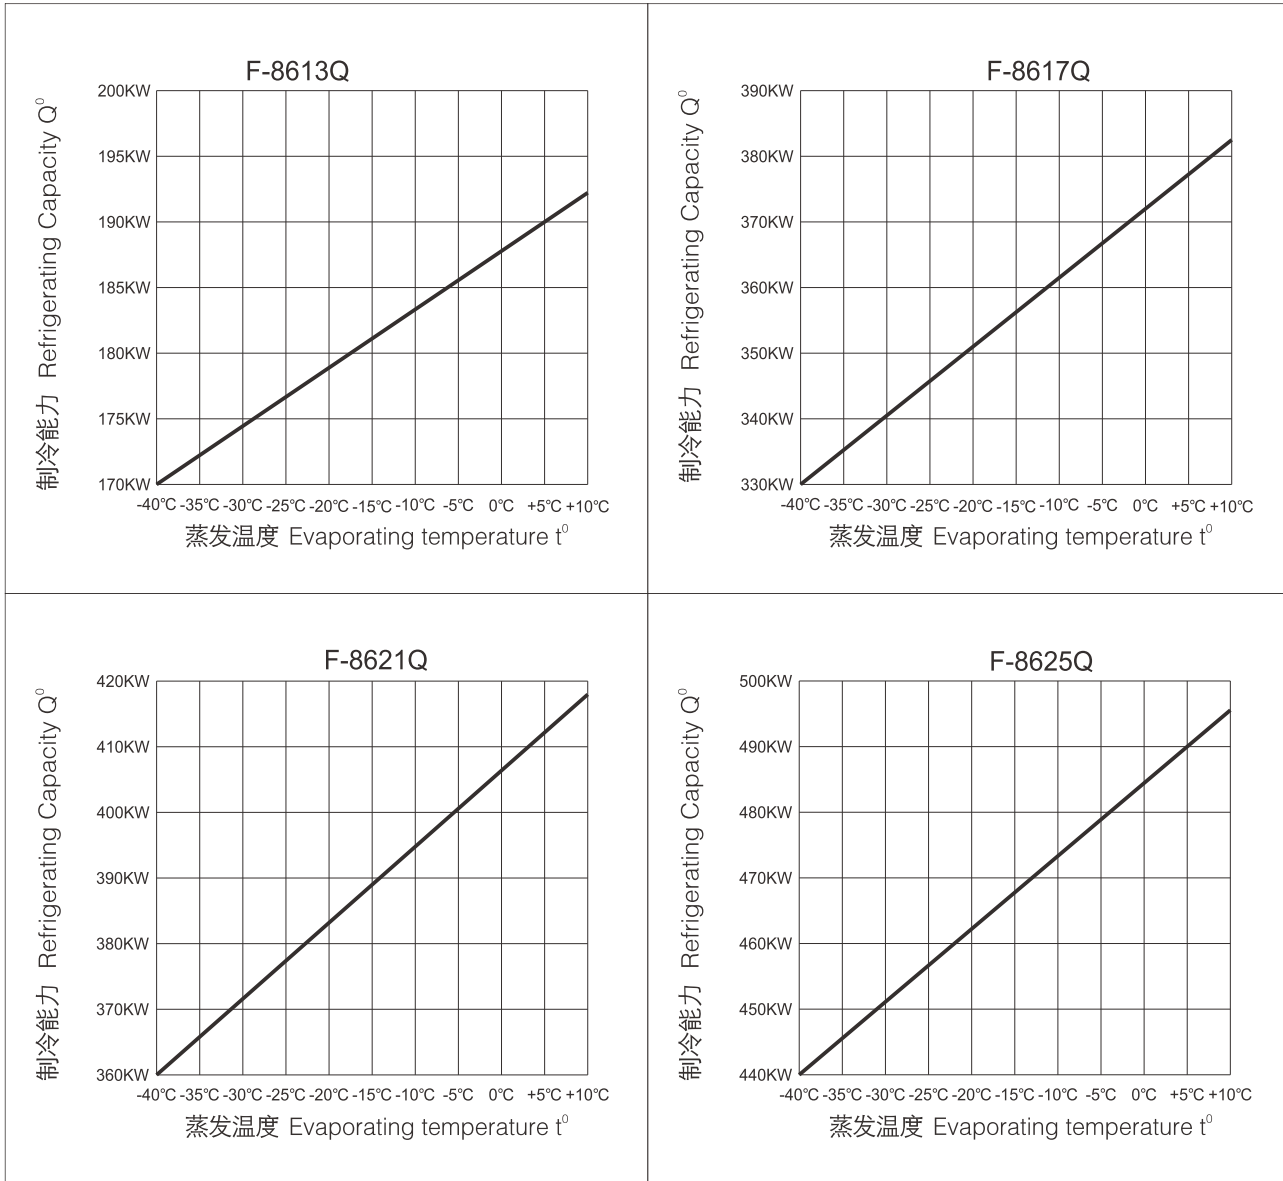 F-8613Q
200KW
195KW
190KW
185KW
180KW
175KW
170KW
制冷能力 Refrigerating Capacity Q⁰
-40℃ -35℃ -30℃ -25℃ -20℃ -15℃ -10℃ -5℃ 0℃ +5℃ +10℃
蒸发温度 Evaporating temperature t⁰
F-8617Q
390KW
380KW
370KW
360KW
350KW
340KW
330KW
制冷能力 Refrigerating Capacity Q⁰
-40℃ -35℃ -30℃ -25℃ -20℃ -15℃ -10℃ -5℃ 0℃ +5℃ +10℃
蒸发温度 Evaporating temperature t⁰
F-8621Q
420KW
410KW
400KW
390KW
380KW
370KW
360KW
制冷能力 Refrigerating Capacity Q⁰
-40℃ -35℃ -30℃ -25℃ -20℃ -15℃ -10℃ -5℃ 0℃ +5℃ +10℃
蒸发温度 Evaporating temperature t⁰
F-8625Q
500KW
490KW
480KW
470KW
460KW
450KW
440KW
制冷能力 Refrigerating Capacity Q⁰
-40℃ -35℃ -30℃ -25℃ -20℃ -15℃ -10℃ -5℃ 0℃ +5℃ +10℃
蒸发温度 Evaporating temperature t⁰